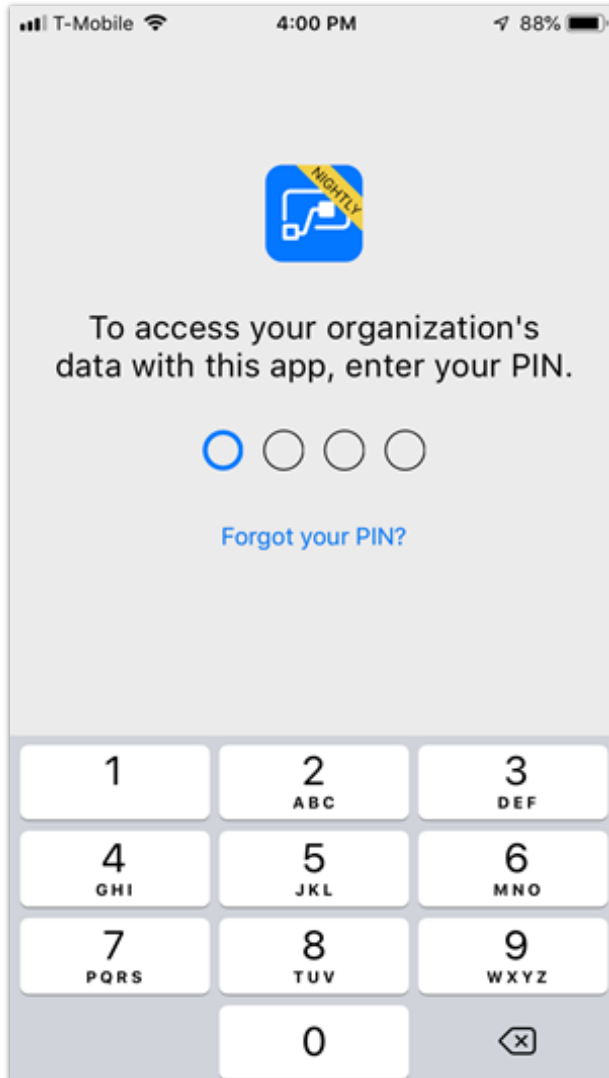 T-Mobile 4:00 PM 88%
NIGHTLY
To access your organization's
data with this app, enter your PIN.
Forgot your PIN?
1 2 3
ABC DEF
4 5 6
GHI JKL MNO
7 8 9
PQRS TUV WXYZ
0